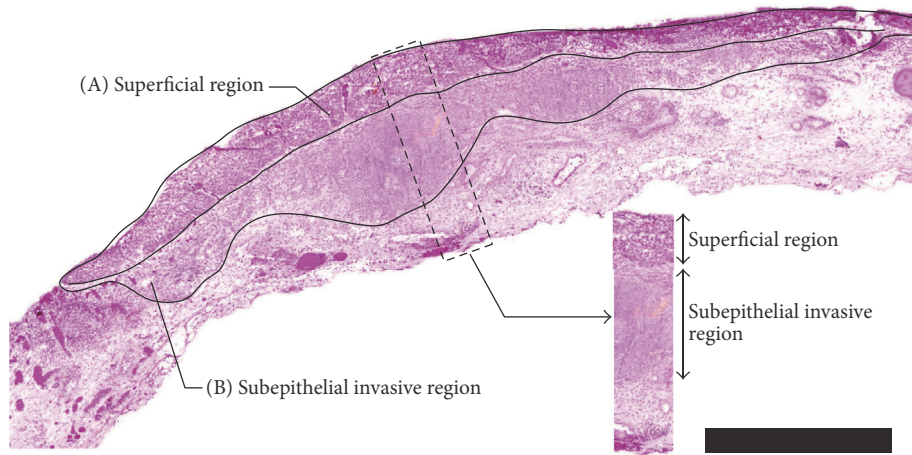 (A) Superficial region
Superficial region
Subepithelial invasive
region
(B) Subepithelial invasive region